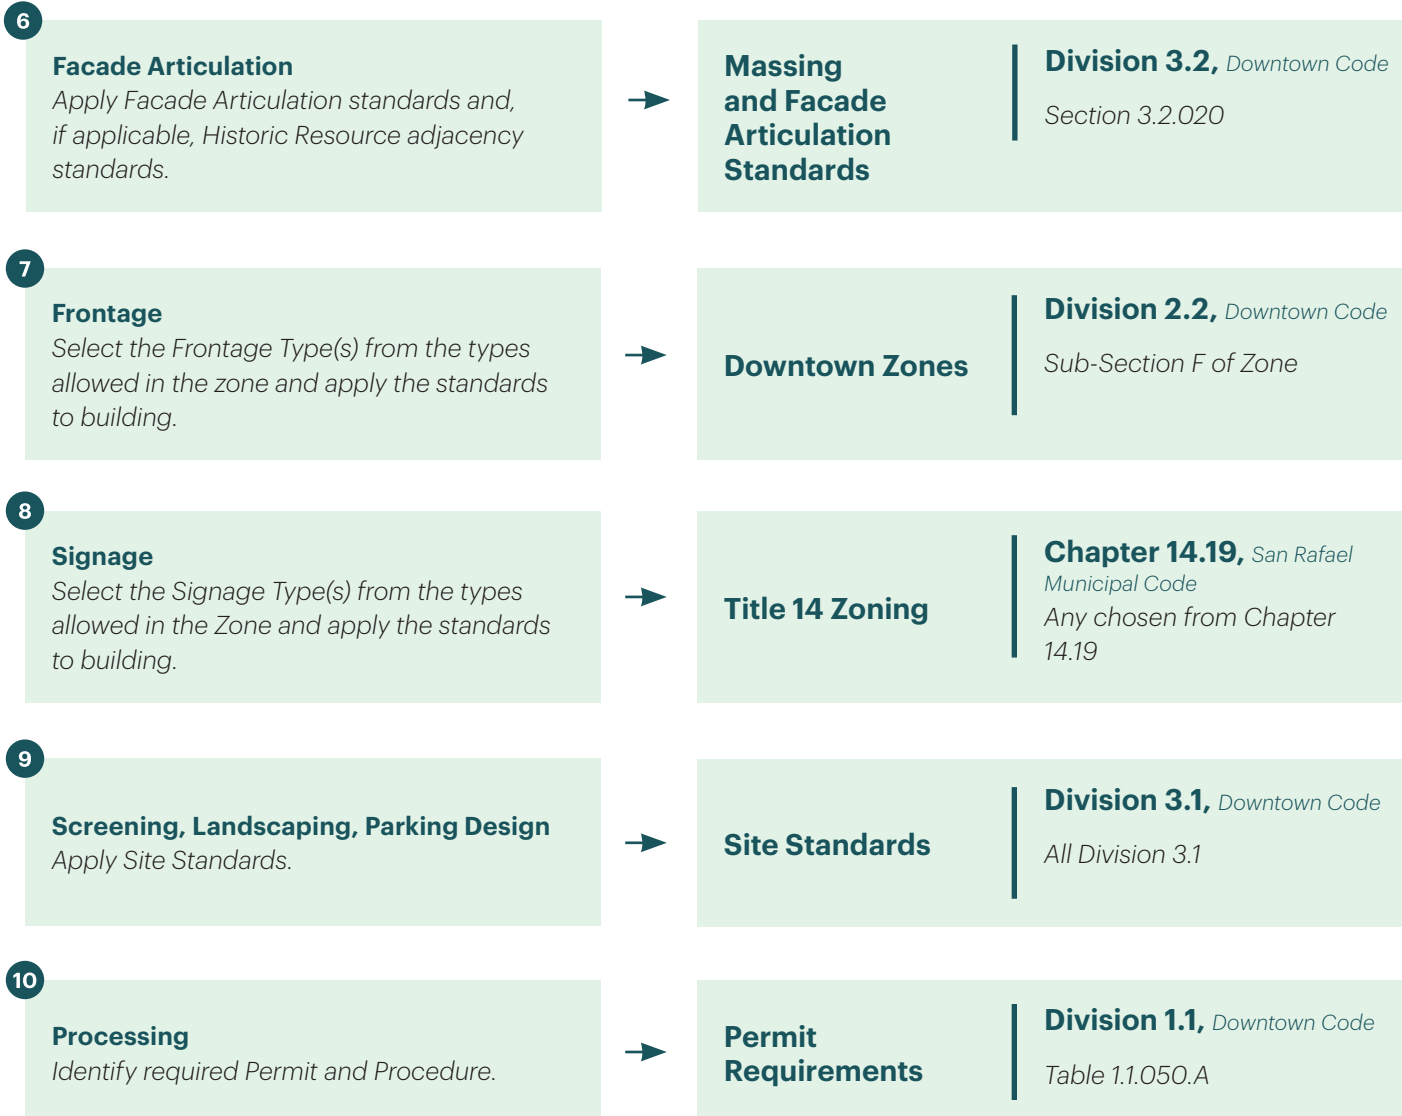 6
Facade Articulation
Apply Facade Articulation standards and,
if applicable, Historic Resource adjacency
standards.
Massing
and Facade
Articulation
Standards
Division 3.2, Downtown Code
Section 3.2.020
7
Frontage
Select the Frontage Type(s) from the types
allowed in the zone and apply the standards
to building.
Downtown Zones
Division 2.2, Downtown Code
Sub-Section F of Zone
8
Signage
Select the Signage Type(s) from the types
allowed in the Zone and apply the standards
to building.
Title 14 Zoning
Chapter 14.19, San Rafael
Municipal Code
Any chosen from Chapter
14.19
9
Screening, Landscaping, Parking Design
Apply Site Standards.
Site Standards
Division 3.1, Downtown Code
All Division 3.1
10
Processing
Identify required Permit and Procedure.
Permit
Requirements
Division 1.1, Downtown Code
Table 1.1.050.A